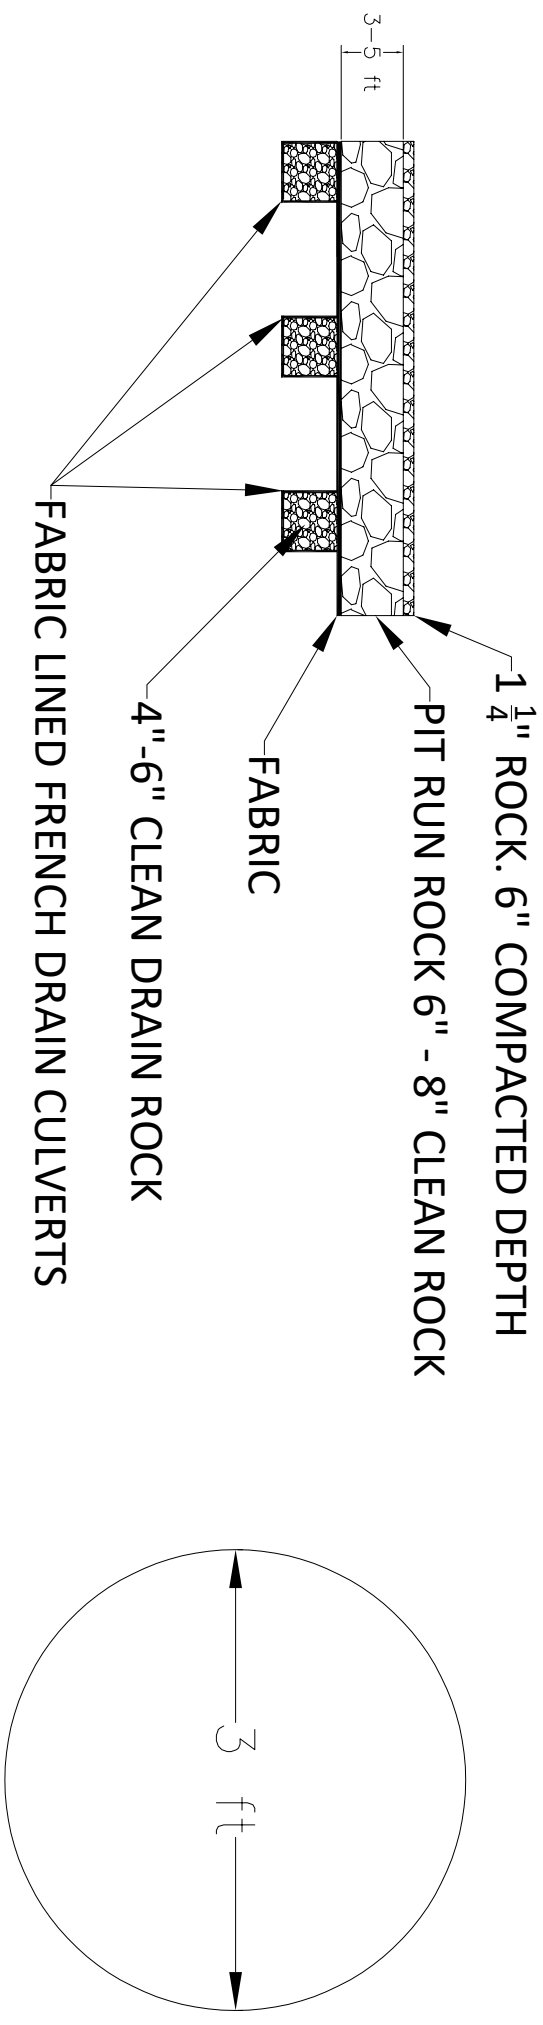 3-5 ft
1 1/4" ROCK. 6" COMPACTED DEPTH
PIT RUN ROCK 6" - 8" CLEAN ROCK
FABRIC
4"-6" CLEAN DRAIN ROCK
FABRIC LINED FRENCH DRAIN CULVERTS
3 ft